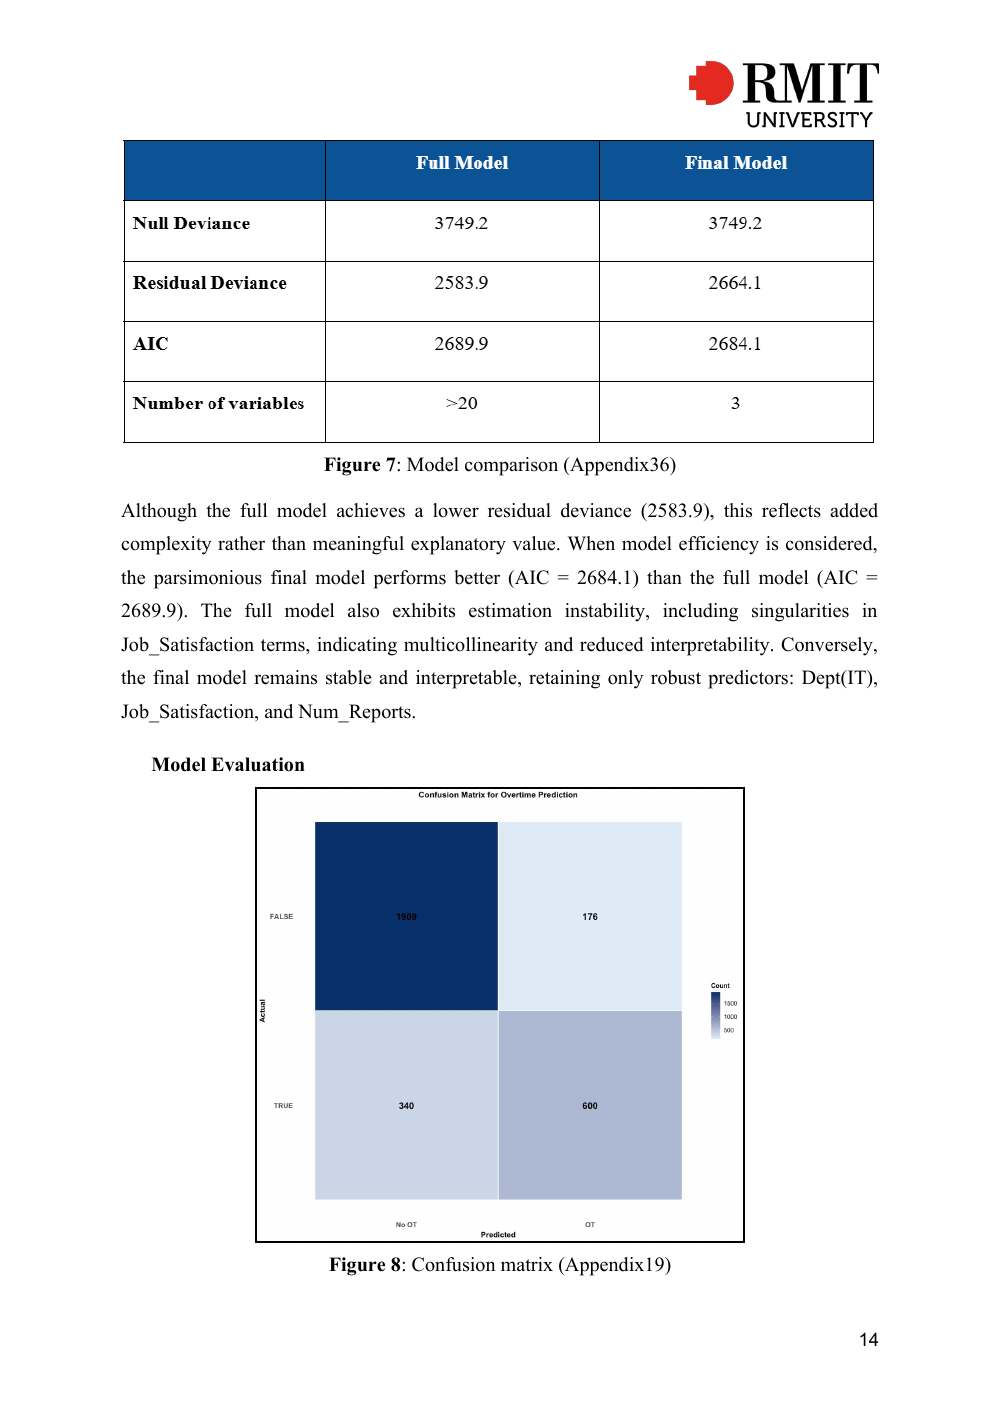 RMIT
UNIVERSITY
Full Model Final Model
Null Deviance 3749.2 3749.2
Residual Deviance 2583.9 2664.1
AIC 2689.9 2684.1
Number of variables >20 3
Figure 7: Model comparison (Appendix36)
Although the full model achieves a lower residual deviance (2583.9), this reflects added
complexity rather than meaningful explanatory value. When model efficiency is considered,
the parsimonious final model performs better (AIC = 2684.1) than the full model (AIC =
2689.9). The full model also exhibits estimation instability, including singularities in
Job_Satisfaction terms, indicating multicollinearity and reduced interpretability. Conversely,
the final model remains stable and interpretable, retaining only robust predictors: Dept(IT),
Job_Satisfaction, and Num_Reports.
Model Evaluation
Confusion Matrix for Overtime Prediction
FALSE 1909 176
Count
1500
1000
500
Actual
TRUE 340 600
No OT OT
Predicted
Figure 8: Confusion matrix (Appendix19)
14